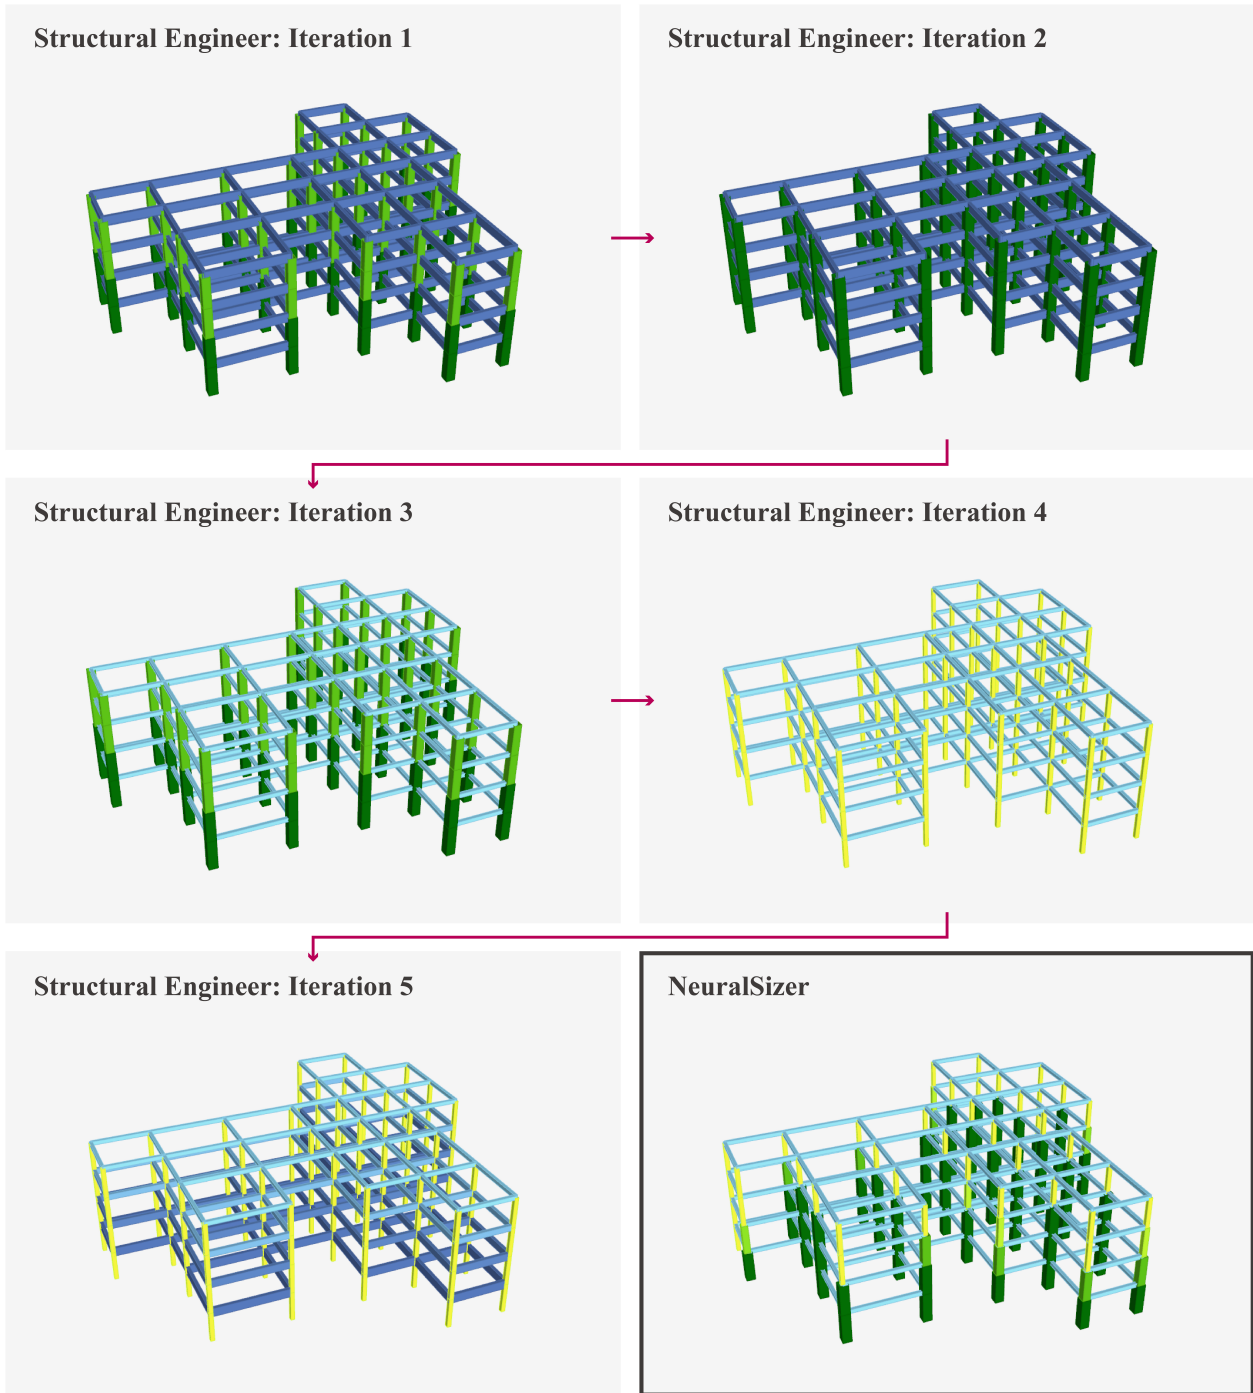 Structural Engineer: Iteration 1
Structural Engineer: Iteration 2
Structural Engineer: Iteration 3
Structural Engineer: Iteration 4
Structural Engineer: Iteration 5
NeuralSizer